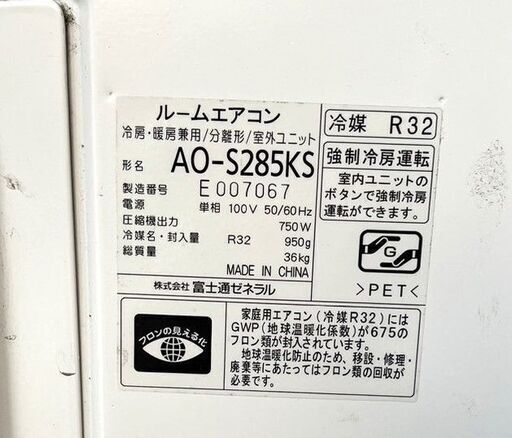 ルームエアコン
冷房・暖房兼用/分離形/室外ユニット
形名 AO-S285KS
製造番号 E007067
電源 単相 100V 50/60Hz
圧縮機出力 750W
冷媒名・封入量 R32 950g
総質量 36kg
MADE IN CHINA
株式会社 富士通ゼネラル
冷媒 R32
強制冷房運転
室内ユニットの
ボタンで強制冷房
運転ができます。
G
>PET<
フロンの見える化
家庭用エアコン(冷媒R32)には
GWP(地球温暖化係数)が675の
フロン類が封入されています。
地球温暖化防止のため、移設・修理・
廃棄等にあたってはフロン類の回収が
必要です。